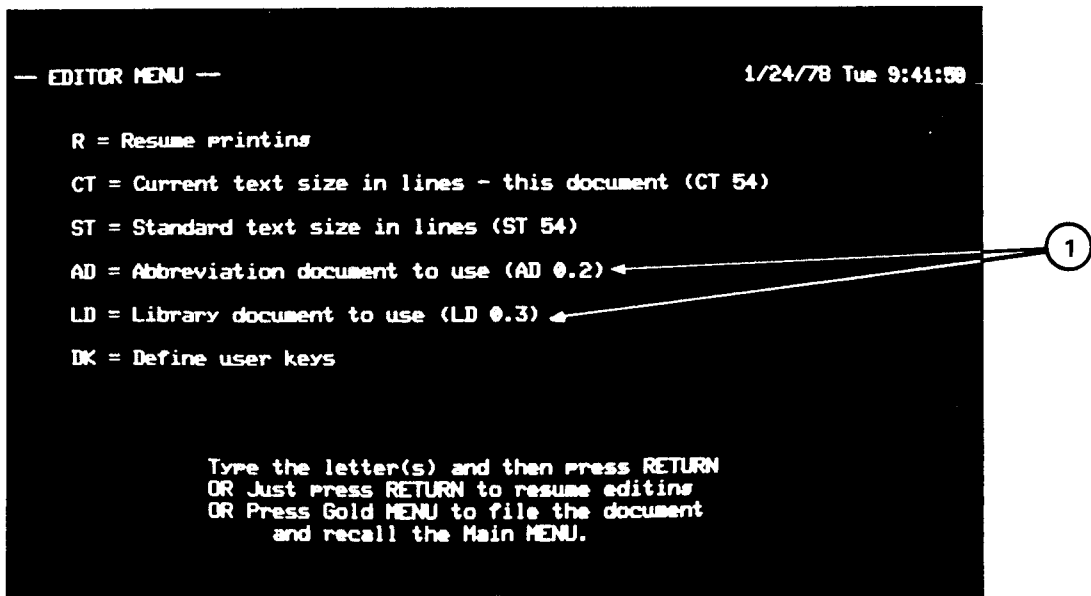 — EDITOR MENU — 1/24/78 Tue 9:41:50
R = Resume printing
CT = Current text size in lines - this document (CT 54)
ST = Standard text size in lines (ST 54)
AD = Abbreviation document to use (AD 0.2)
LD = Library document to use (LD 0.3)
DK = Define user keys
1
Type the letter(s) and then press RETURN
OR Just press RETURN to resume editing
OR Press Gold MENU to file the document
and recall the Main MENU.